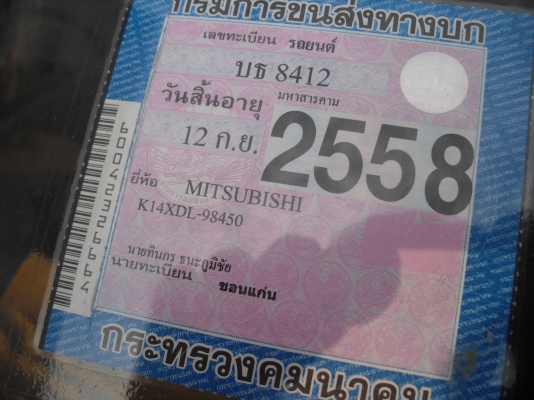 กรมการขนส่งทางบก
เลขทะเบียน รถยนต์
บธ 8412
มหาสารคาม
วันสิ้นอายุ
12 ก.ย. 2558
ยี่ห้อ MITSUBISHI
K14XDL-98450
นายทินกร ธนะภูมิชัย
นายทะเบียน ขอนแก่น
กระทรวงคมนาคม